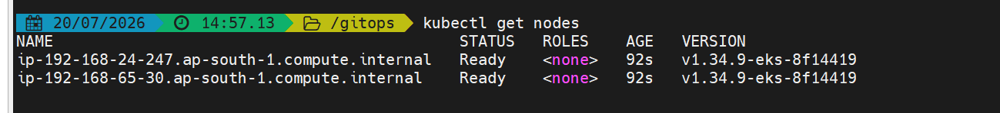 20/07/2026 14:57.13 /gitops kubectl get nodes
NAME STATUS ROLES AGE VERSION
ip-192-168-24-247.ap-south-1.compute.internal Ready <none> 92s v1.34.9-eks-8f14419
ip-192-168-65-30.ap-south-1.compute.internal Ready <none> 92s v1.34.9-eks-8f14419